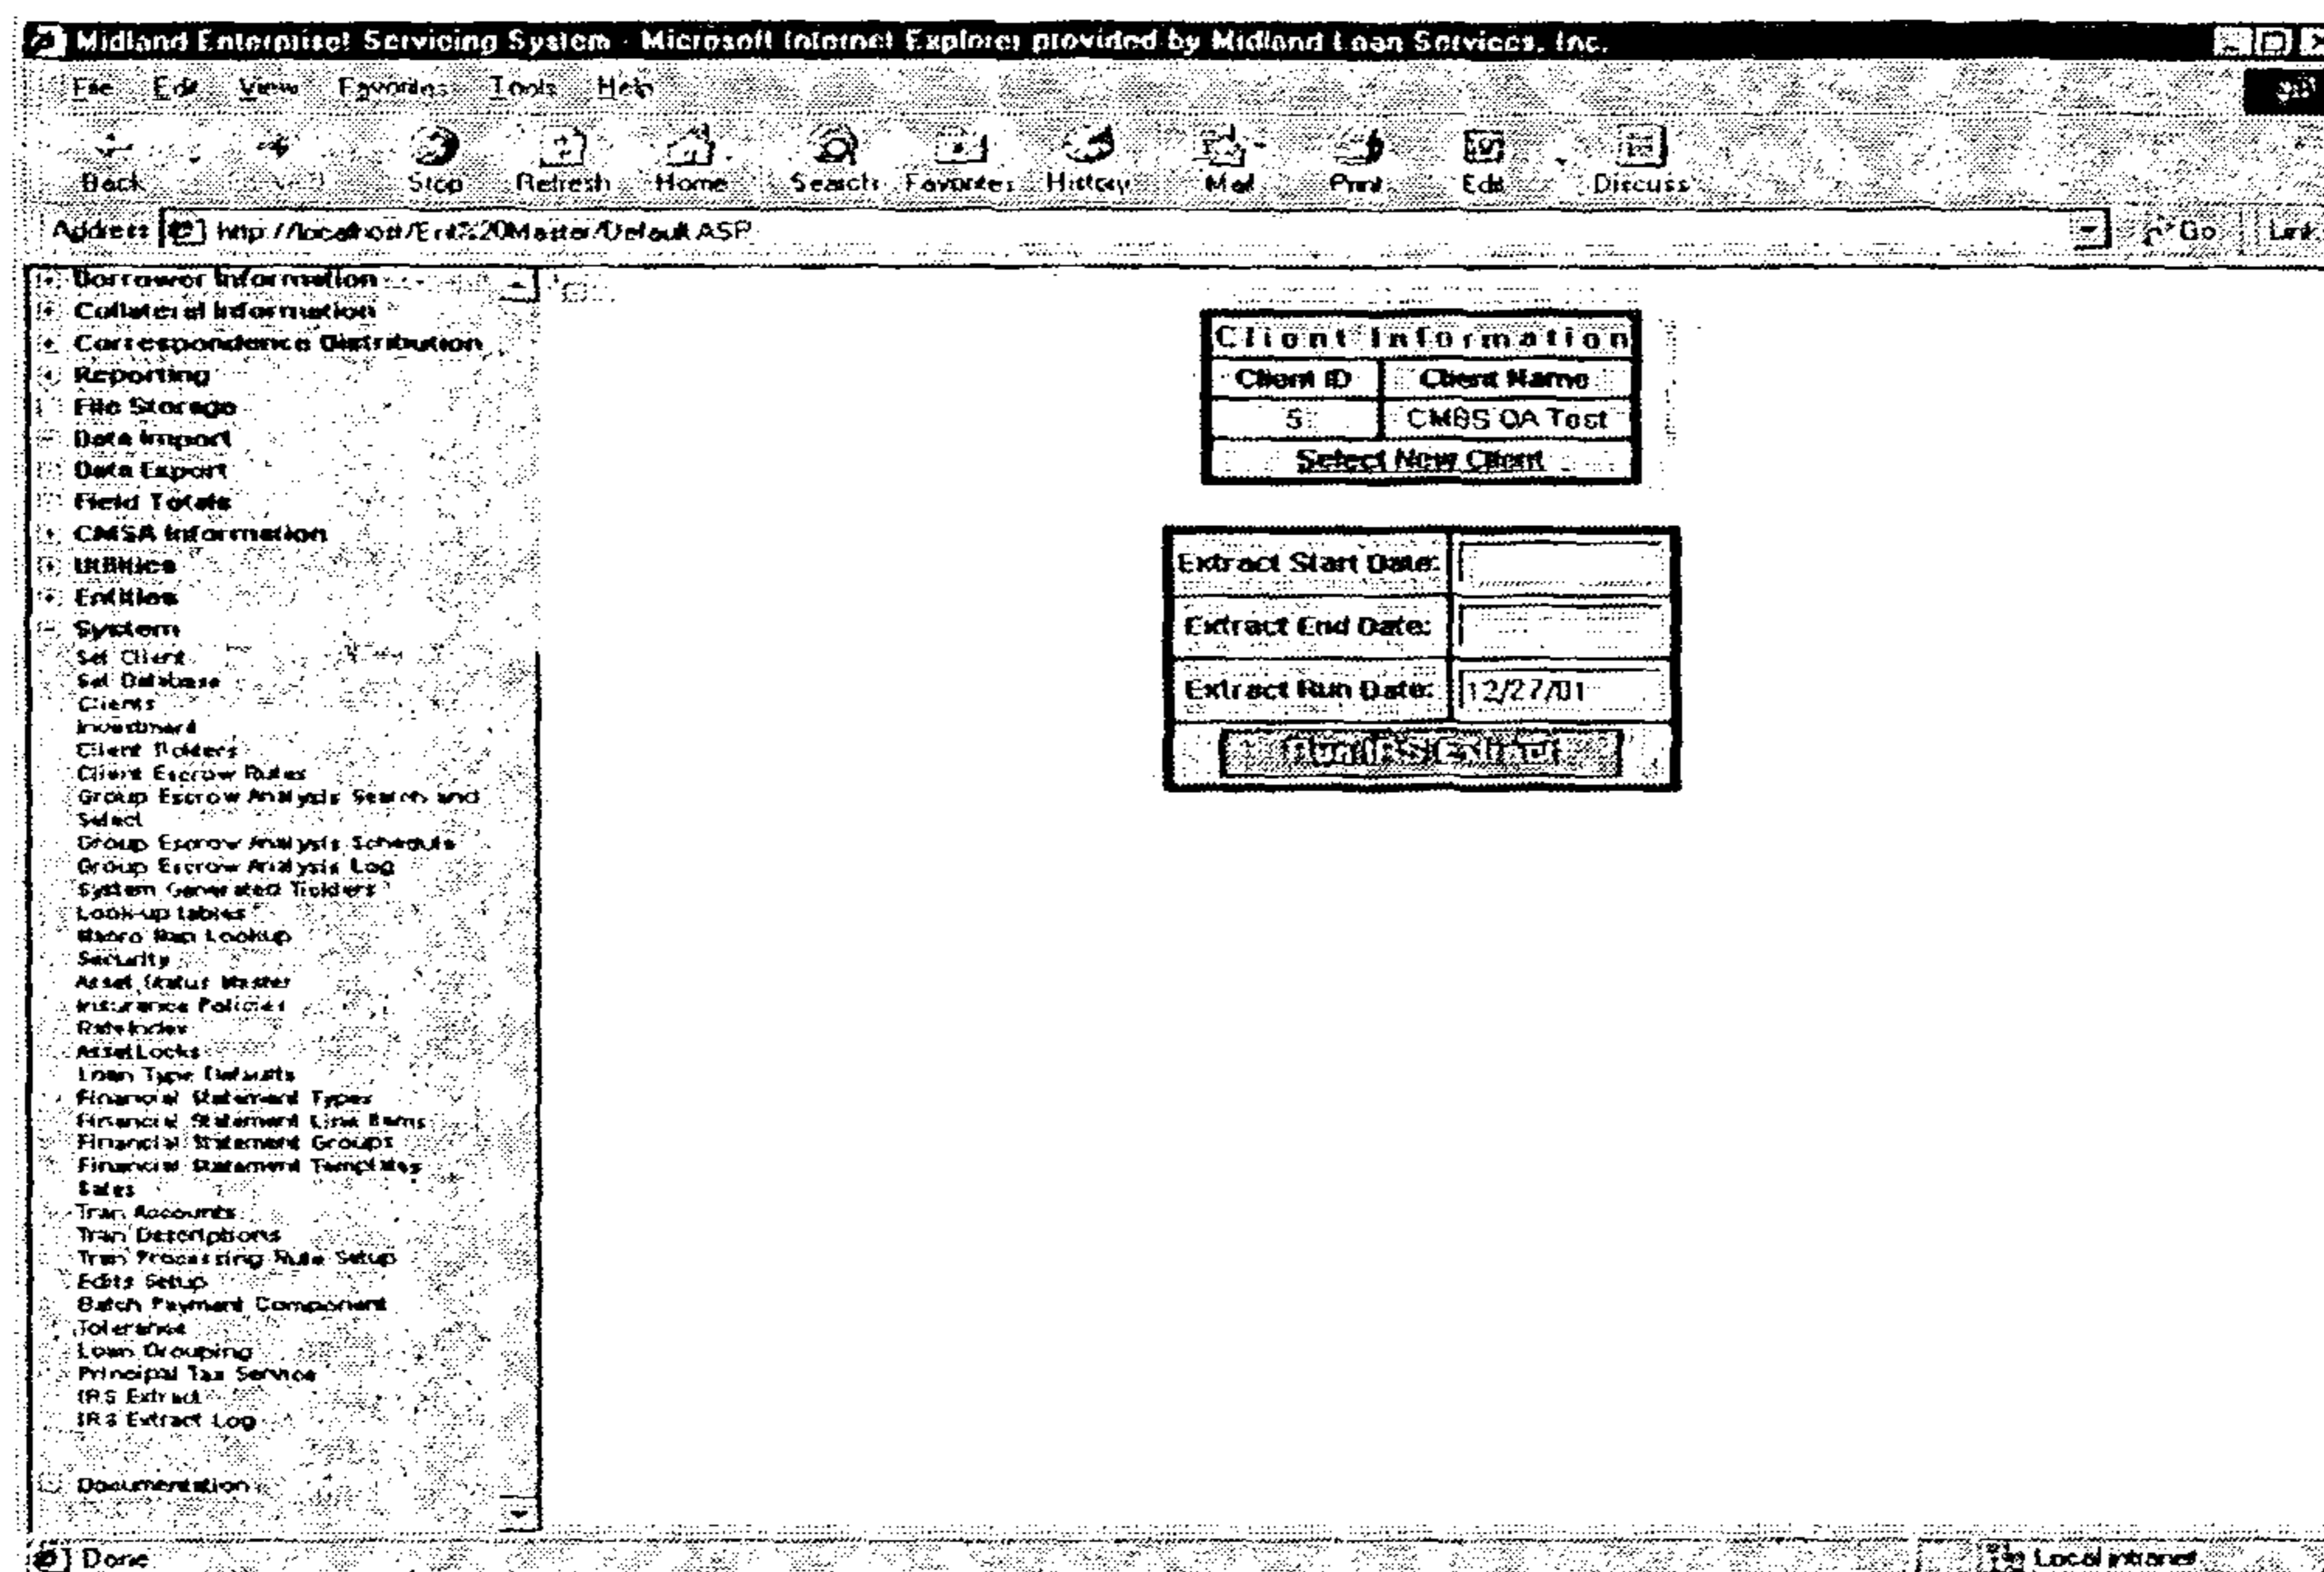 Midland Enterprise! Servicing System - Microsoft Internet Explorer provided by Midland Loan Services, Inc.
File Edit View Favorites Tools Help
Back Stop Refresh Home Search Favorites History Mail Print Edit Discuss
Address http://localhost/Ent%20Master/Default.ASP Go Link
Borrower Information
Collateral Information
Correspondence Distribution
Reporting
File Storage
Data Import
Data Export
Field Totals
CMSA Information
Utilities
Entities
System
Set Client
Set Database
Clients
Investment
Client Ticklers
Client Escrow Rules
Group Escrow Analysis Search and
Select
Group Escrow Analysis Schedule
Group Escrow Analysis Log
System Generated Ticklers
Look-up tables
Macro Map Lookup
Security
Asset Status Master
Insurance Policies
Rate Index
AssetLocks
Loan Type Defaults
Financial Statement Types
Financial Statement Line Items
Financial Statement Groups
Financial Statement Templates
Sales
Tran Accounts
Tran Descriptions
Tran Processing Rule Setup
Edits Setup
Batch Payment Component
Tolerance
Loan Grouping
Principal Tax Service
IRS Extract
IRS Extract Log
Documentation
Client Information
Client ID Client Name
5 CMBS QA Test
Select New Client
Extract Start Date:
Extract End Date:
Extract Run Date: 12/27/01
Run IRS Extract
Done Local intranet